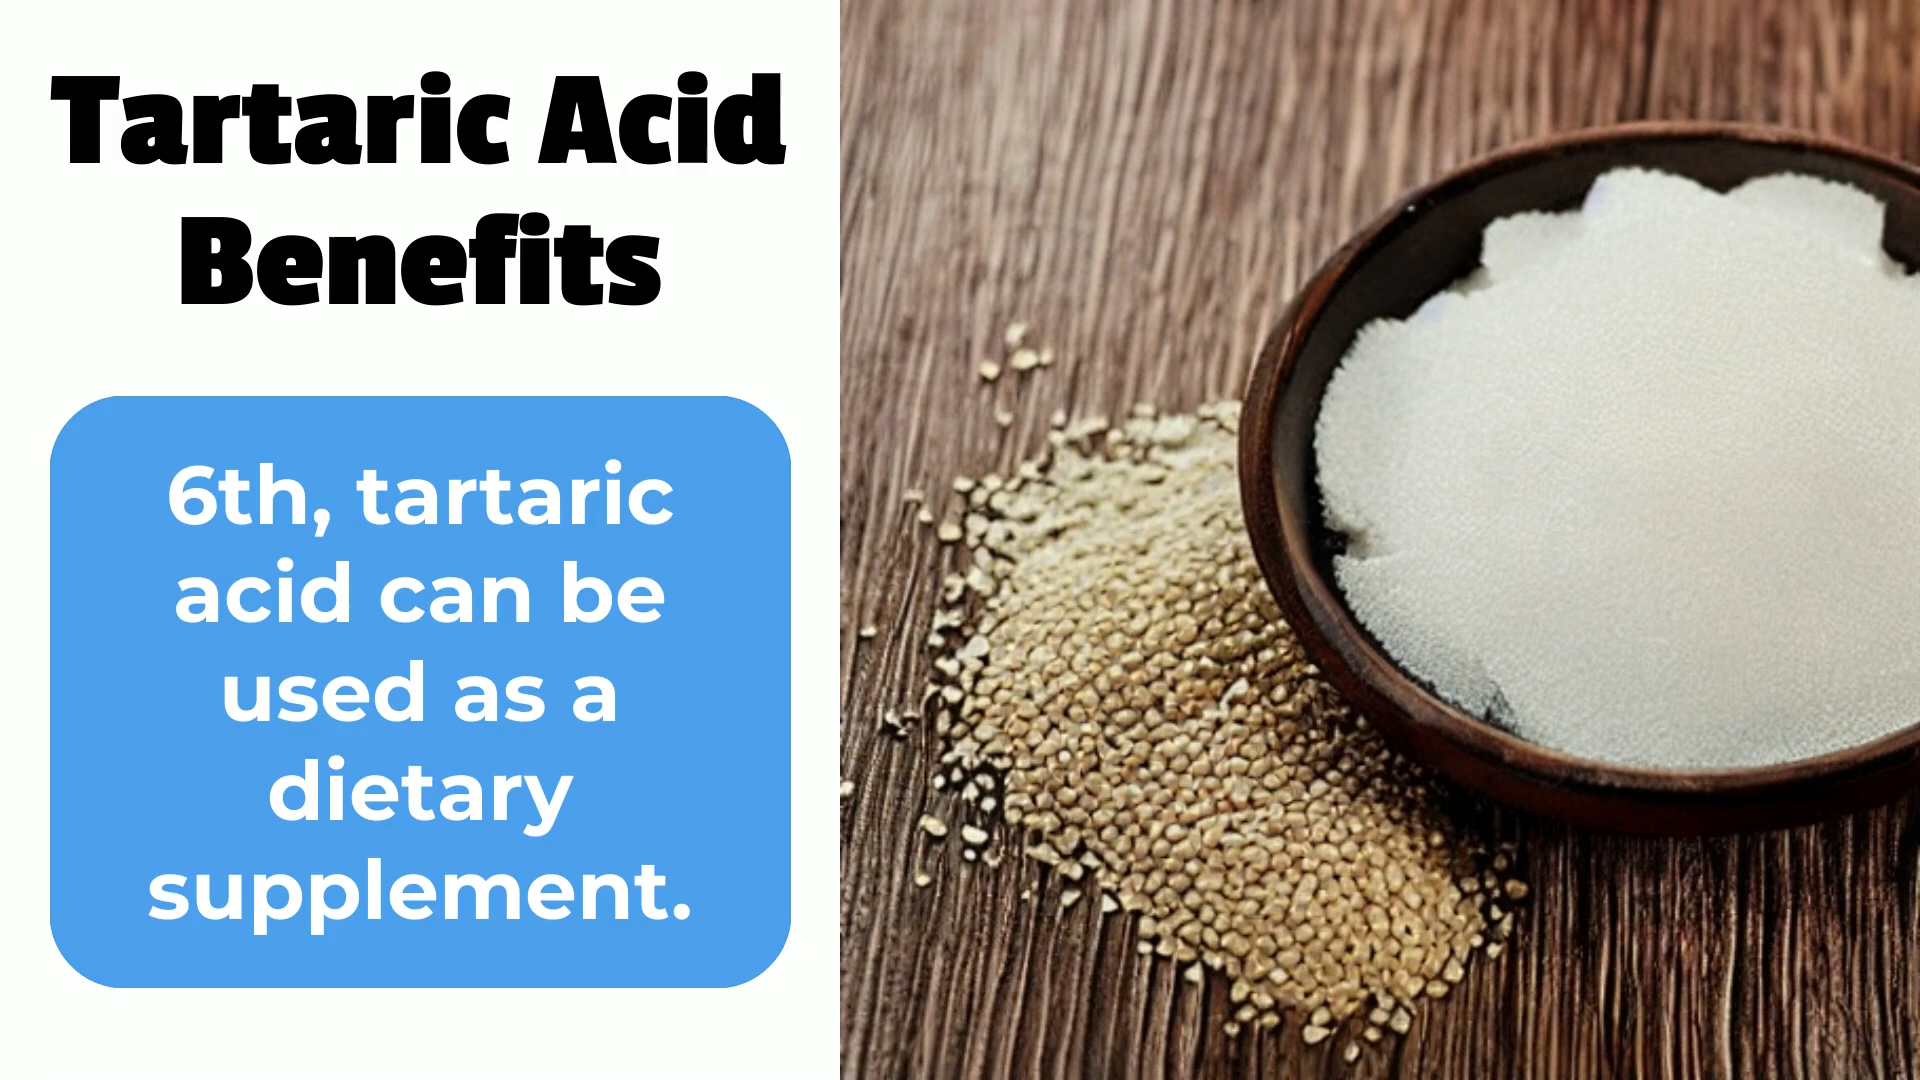 Tartaric Acid
Benefits
6th, tartaric
acid can be
used as a
dietary
supplement.